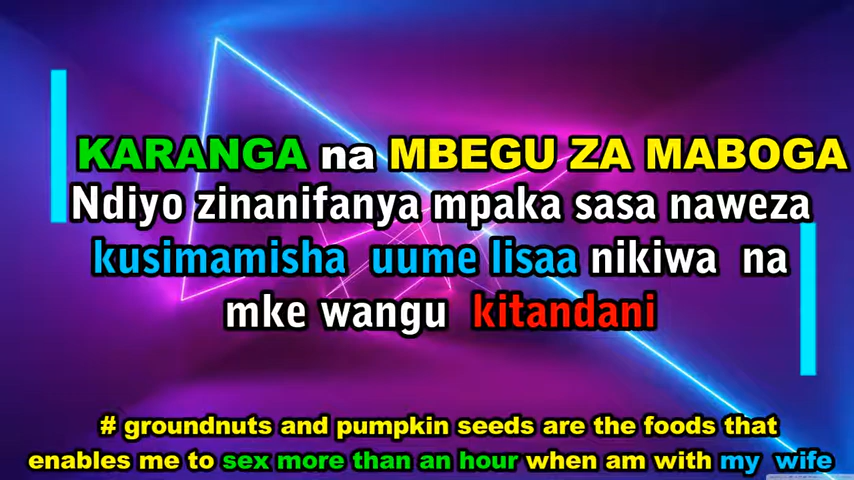 KARANGA na MBEGU ZA MABOGA
Ndiyo zinanifanya mpaka sasa naweza
kusimamisha uume lisaa nikiwa na
mke wangu kitandani
# groundnuts and pumpkin seeds are the foods that
enables me to sex more than an hour when am with my wife